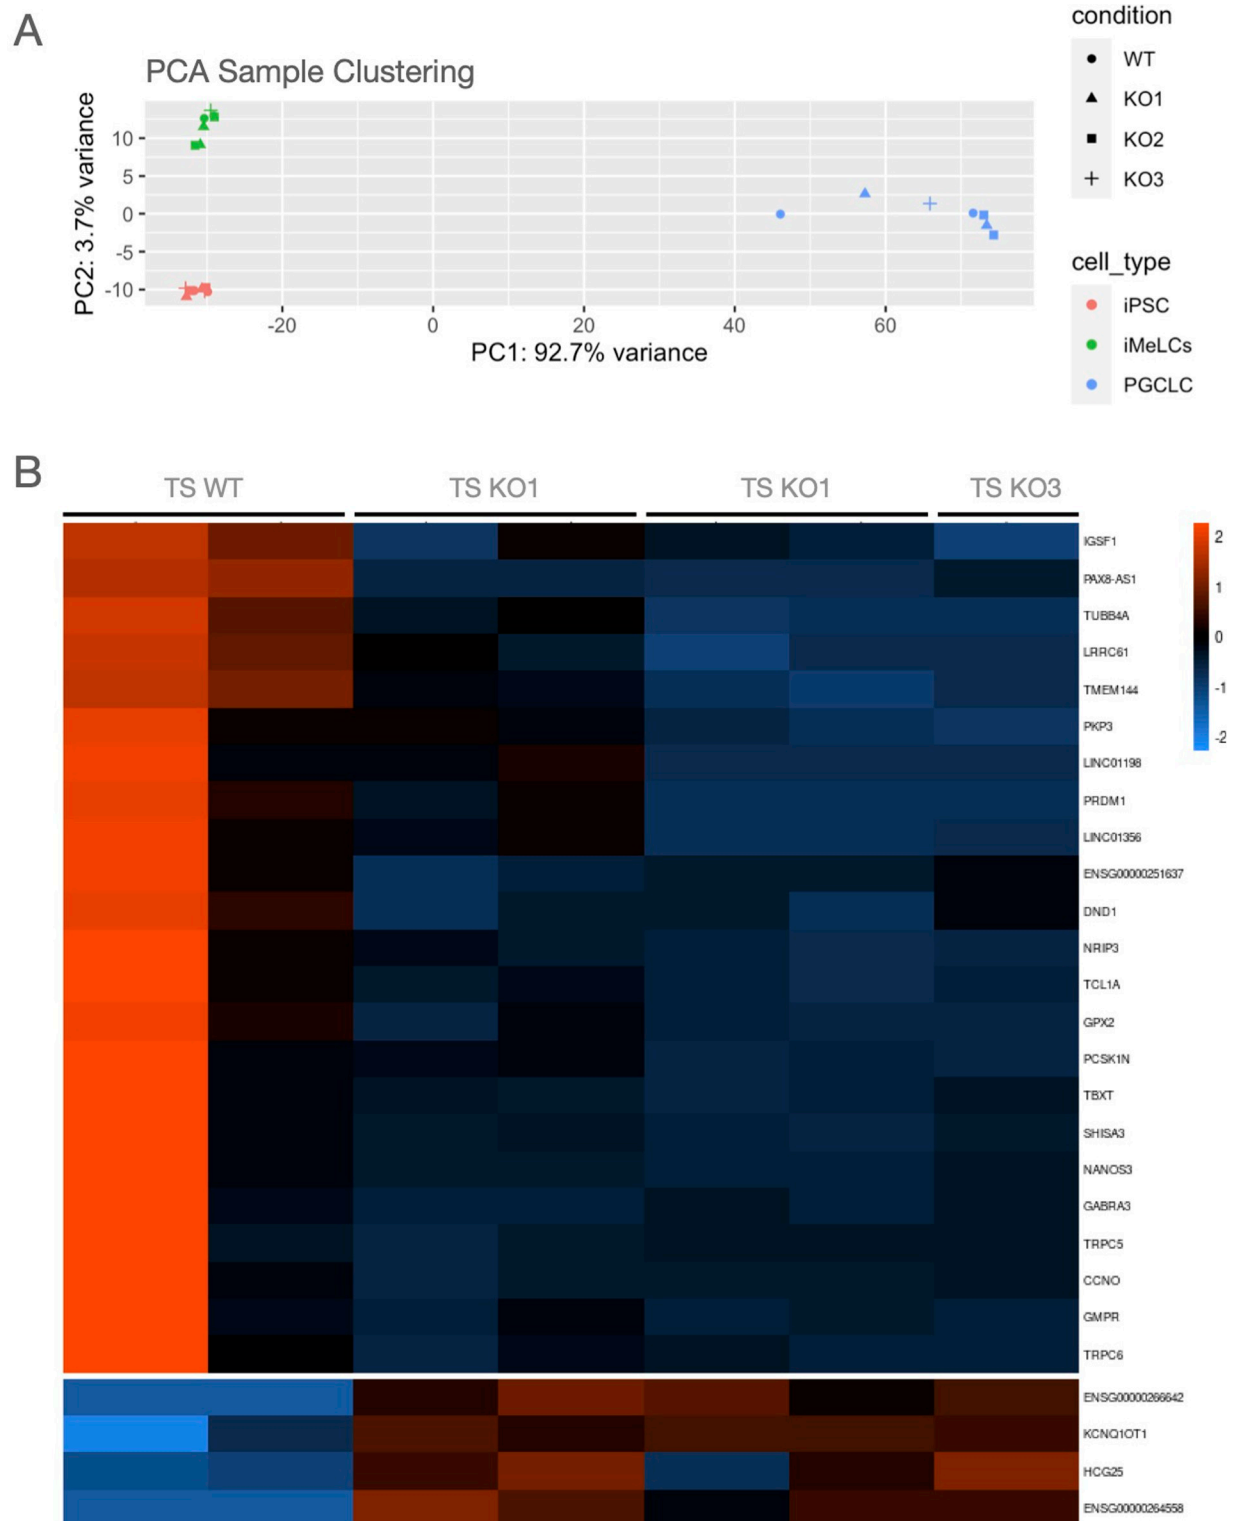 A
PCA Sample Clustering
PC2: 3.7% variance
10
5
0
-5
-10
-20
0
20
40
60
PC1: 92.7% variance
condition
WT
KO1
KO2
KO3
cell_type
iPSC
iMeLCs
PGCLC
B
TS WT
TS KO1
TS KO1
TS KO3
IGSF1
PAX8-AS1
TUBB4A
LRRC61
TMEM144
PKP3
LINC01198
PRDM1
LINC01356
ENSG00000251637
DND1
NRIP3
TCL1A
GPX2
PCSK1N
TBXT
SHISA3
NANOS3
GABRA3
TRPC5
CCNO
GMPR
TRPC6
ENSG00000266642
KCNQ1OT1
HCG25
ENSG00000264558
2
1
0
-1
-2